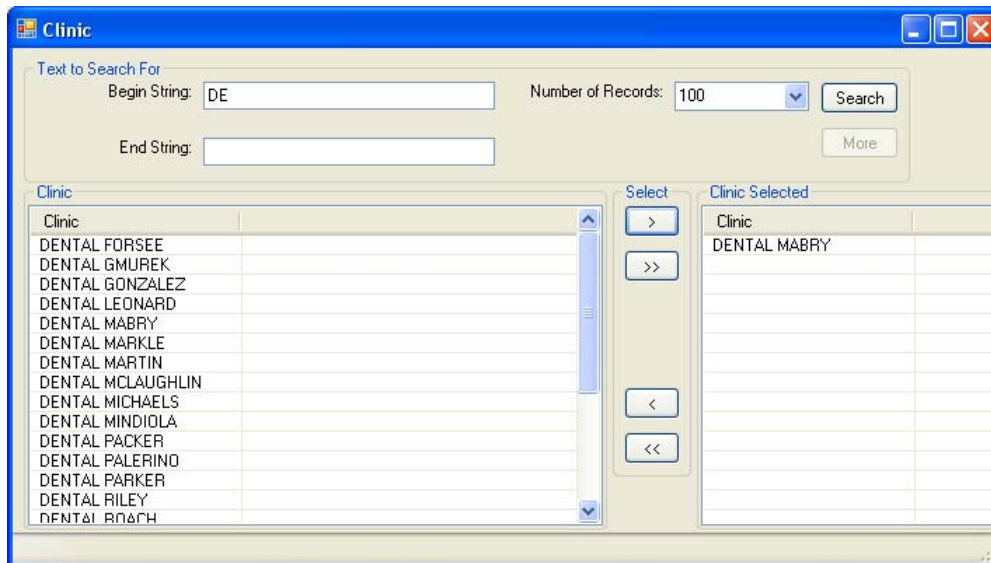 Clinic
Text to Search For
Begin String: DE Number of Records: 100 Search
End String: More
Clinic Select Clinic Selected
Clinic > Clinic
DENTAL FORSEE DENTAL MABRY
DENTAL GMUREK >>
DENTAL GONZALEZ
DENTAL LEONARD
DENTAL MABRY
DENTAL MARKLE
DENTAL MARTIN
DENTAL MCLAUGHLIN
DENTAL MICHAELS <
DENTAL MINDIOLA
DENTAL PACKER <<
DENTAL PALERINO
DENTAL PARKER
DENTAL RILEY
DENTAL ROACH